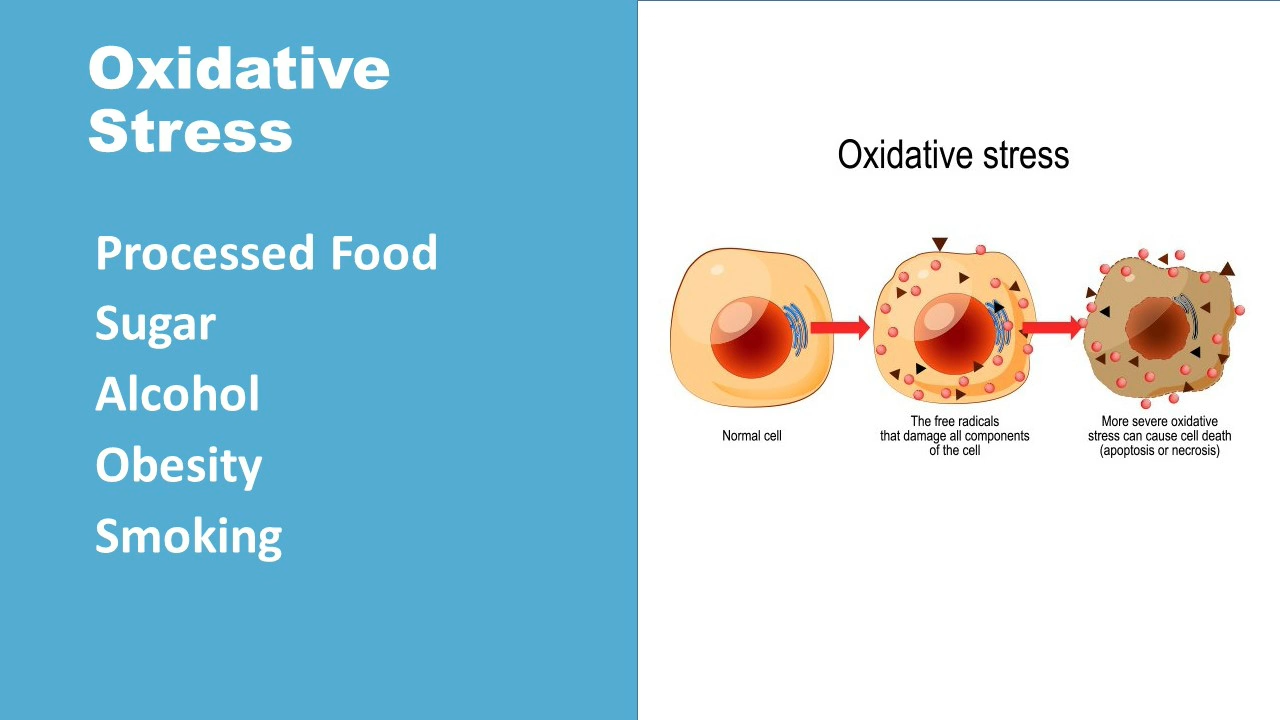 Oxidative
Stress
Processed Food
Sugar
Alcohol
Obesity
Smoking
Oxidative stress
Normal cell
The free radicals
that damage all components
of the cell
More severe oxidative
stress can cause cell death
(apoptosis or necrosis)